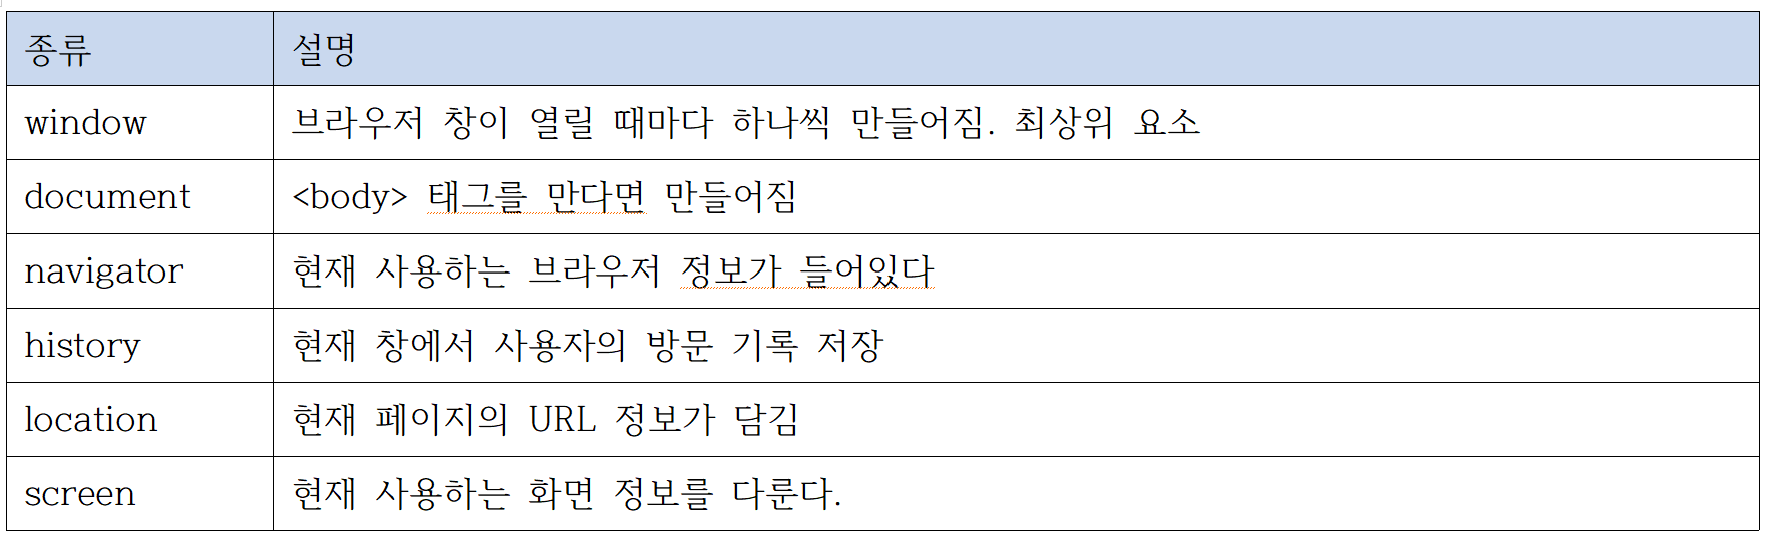 종류 설명
window 브라우저 창이 열릴 때마다 하나씩 만들어짐. 최상위 요소
document <body> 태그를 만다면 만들어짐
navigator 현재 사용하는 브라우저 정보가 들어있다
history 현재 창에서 사용자의 방문 기록 저장
location 현재 페이지의 URL 정보가 담김
screen 현재 사용하는 화면 정보를 다룬다.